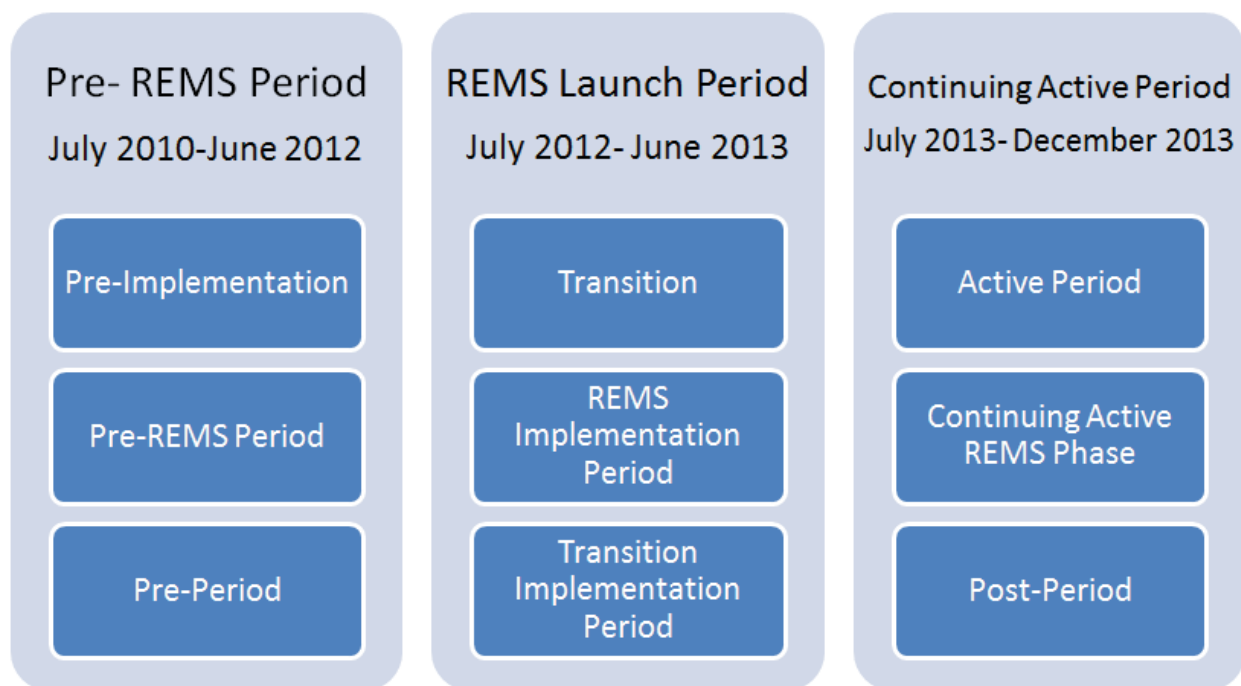 Pre- REMS Period
July 2010-June 2012
Pre-Implementation
Pre-REMS Period
Pre-Period
REMS Launch Period
July 2012- June 2013
Transition
REMS
Implementation
Period
Transition
Implementation
Period
Continuing Active Period
July 2013- December 2013
Active Period
Continuing Active
REMS Phase
Post-Period